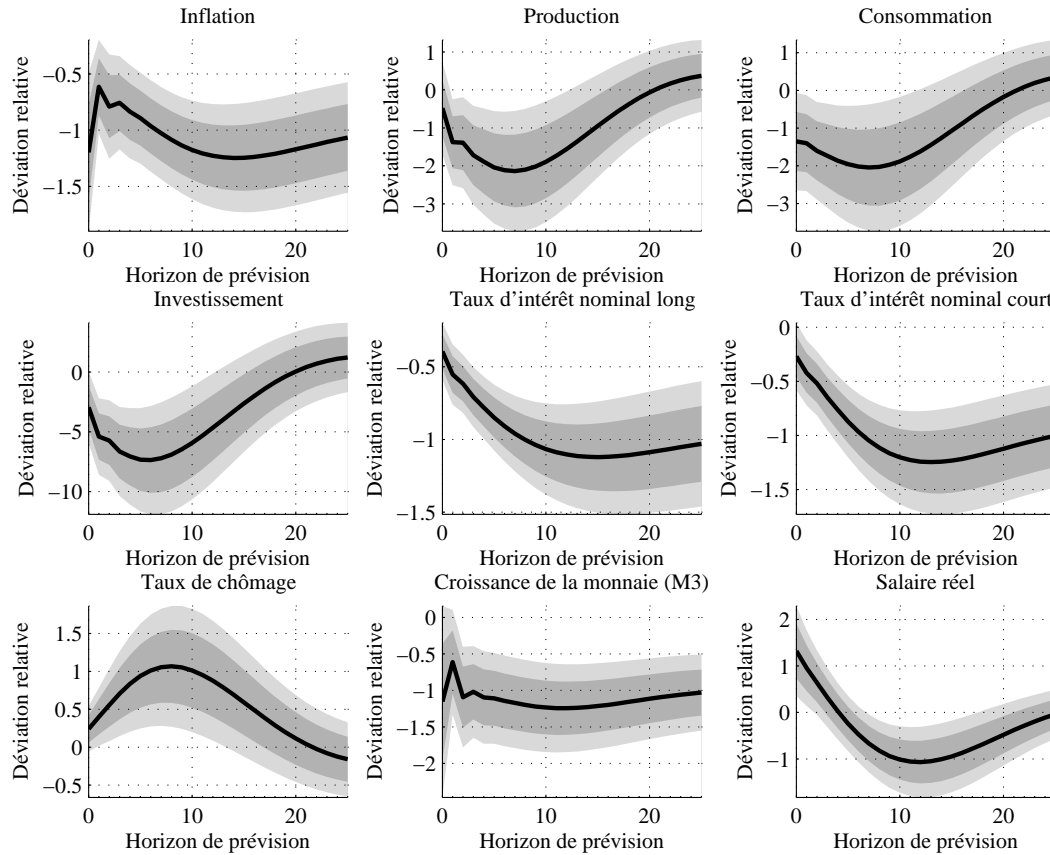 Inflation
Production
Consommation
Déviation relative
−0.5
−1
−1.5
0
20
Horizon de prévision
Déviation relative
1
0
−1
−2
−3
0
10
20
Horizon de prévision
Déviation relative
1
0
−1
−2
−3
0
10
20
Horizon de prévision
Investissement
Taux d’intérêt nominal long
Taux d’intérêt nominal court
Déviation relative
0
−5
−10
0
10
20
Horizon de prévision
Déviation relative
−0.5
−1
−1.5
0
10
20
Horizon de prévision
Déviation relative
0
−0.5
−1
−1.5
0
10
20
Horizon de prévision
Taux de chômage
Croissance de la monnaie (M3)
Salaire réel
Déviation relative
1.5
1
0.5
0
−0.5
0
10
20
Horizon de prévision
Déviation relative
0
−0.5
−1
−1.5
−2
0
10
20
Horizon de prévision
Déviation relative
2
1
0
−1
0
10
20
Horizon de prévision